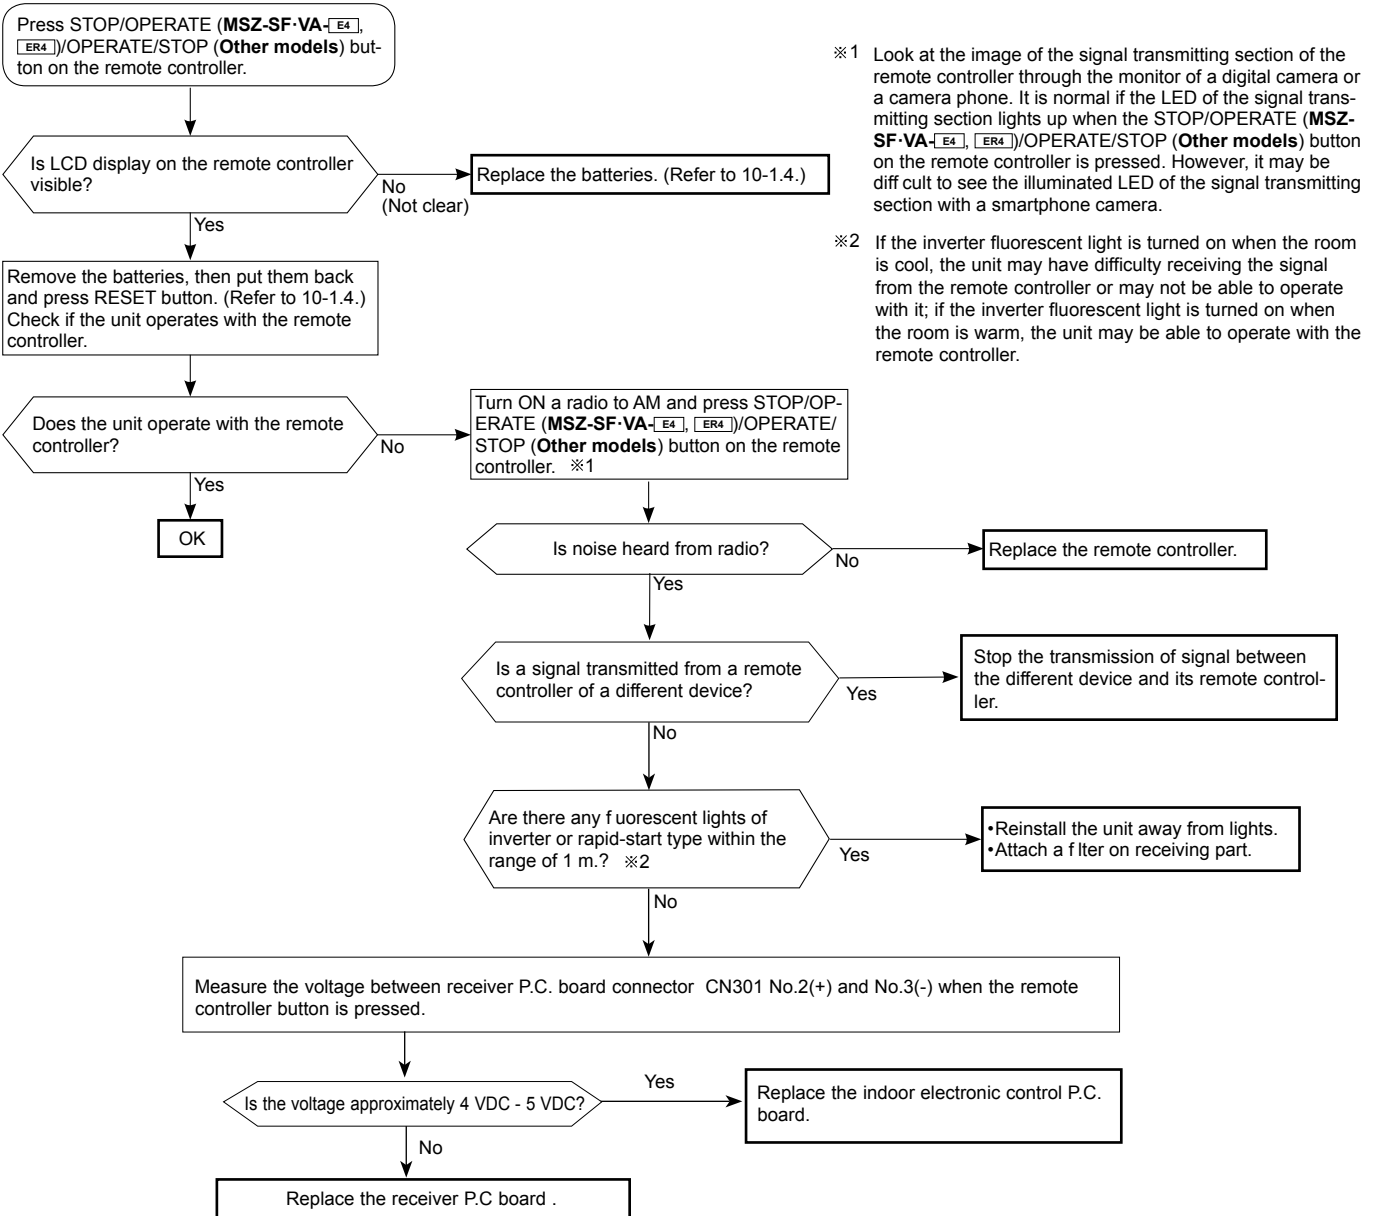 Press STOP/OPERATE (MSZ-SF·VA-E4,
ER4)/OPERATE/STOP (Other models) but-
ton on the remote controller.
Is LCD display on the remote controller
visible?
No
(Not clear)
Replace the batteries. (Refer to 10-1.4.)
Yes
Remove the batteries, then put them back
and press RESET button. (Refer to 10-1.4.)
Check if the unit operates with the remote
controller.
Does the unit operate with the remote
controller?
No
Yes
OK
Turn ON a radio to AM and press STOP/OP-
ERATE (MSZ-SF·VA-E4, ER4)/OPERATE/
STOP (Other models) button on the remote
controller. ※1
Is noise heard from radio?
No
Replace the remote controller.
Yes
Is a signal transmitted from a remote
controller of a different device?
Yes
Stop the transmission of signal between
the different device and its remote control-
ler.
No
Are there any f uorescent lights of
inverter or rapid-start type within the
range of 1 m.? ※2
Yes
•Reinstall the unit away from lights.
•Attach a f lter on receiving part.
No
Measure the voltage between receiver P.C. board connector CN301 No.2(+) and No.3(-) when the remote
controller button is pressed.
Is the voltage approximately 4 VDC - 5 VDC?
Yes
Replace the indoor electronic control P.C.
board.
No
Replace the receiver P.C board .
※1 Look at the image of the signal transmitting section of the
remote controller through the monitor of a digital camera or
a camera phone. It is normal if the LED of the signal trans-
mitting section lights up when the STOP/OPERATE (MSZ-
SF·VA-E4, ER4)/OPERATE/STOP (Other models) button
on the remote controller is pressed. However, it may be
diff cult to see the illuminated LED of the signal transmitting
section with a smartphone camera.
※2 If the inverter fluorescent light is turned on when the room
is cool, the unit may have difficulty receiving the signal
from the remote controller or may not be able to operate
with it; if the inverter fluorescent light is turned on when
the room is warm, the unit may be able to operate with the
remote controller.